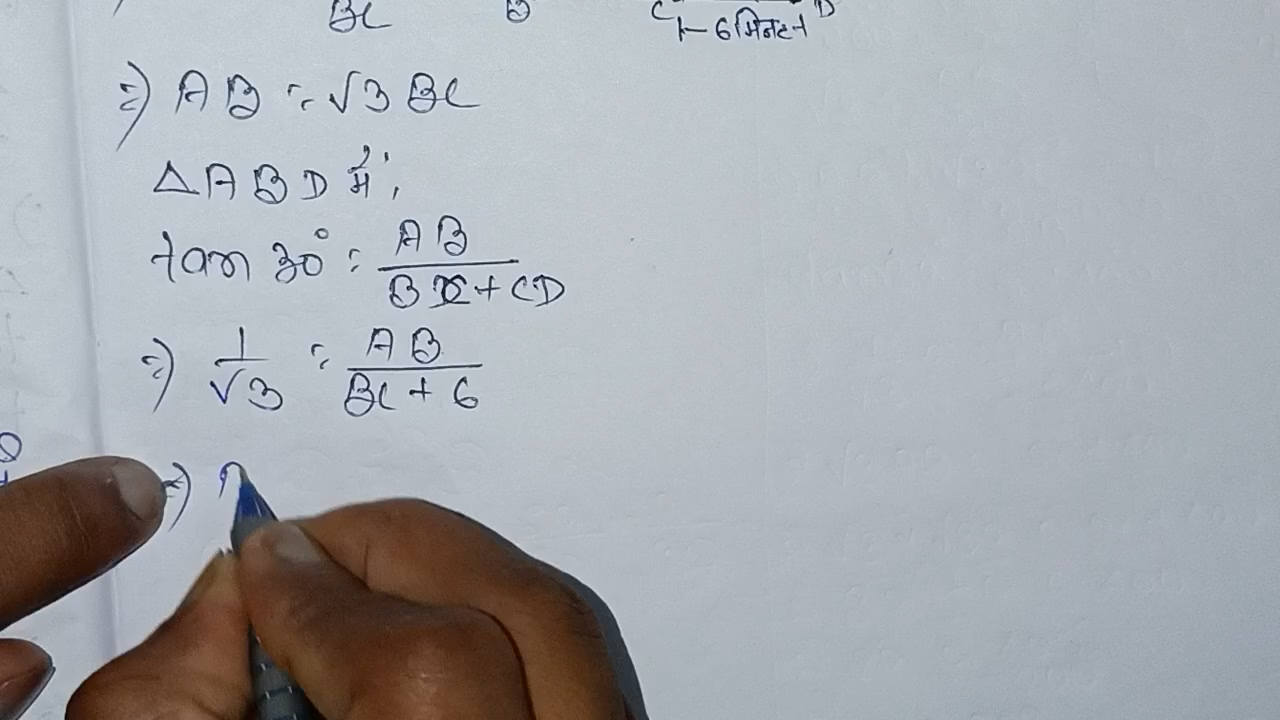 BC B C D
6 मिनट
⇒ AB = √3 BC
△ABD में,
tan 30° = AB / BC + CD
⇒ 1/√3 = AB / BC + 6
⇒ A